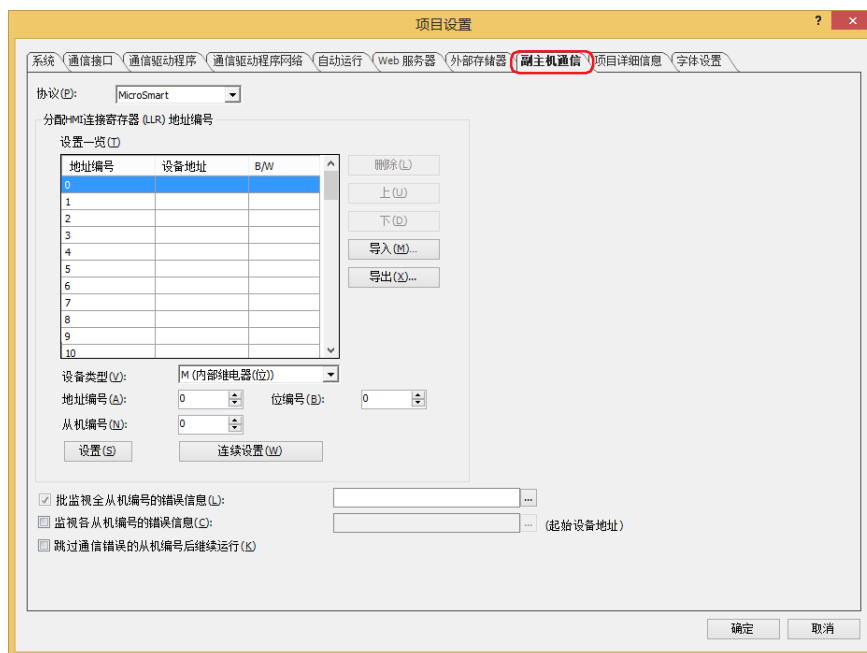 项目设置
? ×
系统 通信接口 通信驱动程序 通信驱动程序网络 自动运行 Web 服务器 外部存储器 副主机通信 项目详细信息 字体设置
协议(P): MicroSmart
分配HMI连接寄存器 (LLR) 地址编号
设置一览(T)
地址编号 设备地址 B/W
删除(L)
0
上(U)
1
2
下(D)
3
4
导入(M)...
5
6
导出(X)...
7
8
9
10
设备类型(V): M (内部继电器(位))
地址编号(A): 0 位编号(B): 0
从机编号(N): 0
设置(S) 连续设置(W)
批监视全从机编号的错误信息(L): ...
监视各从机编号的错误信息(C): ... (起始设备地址)
跳过通信错误的从机编号后继续运行(K)
确定 取消